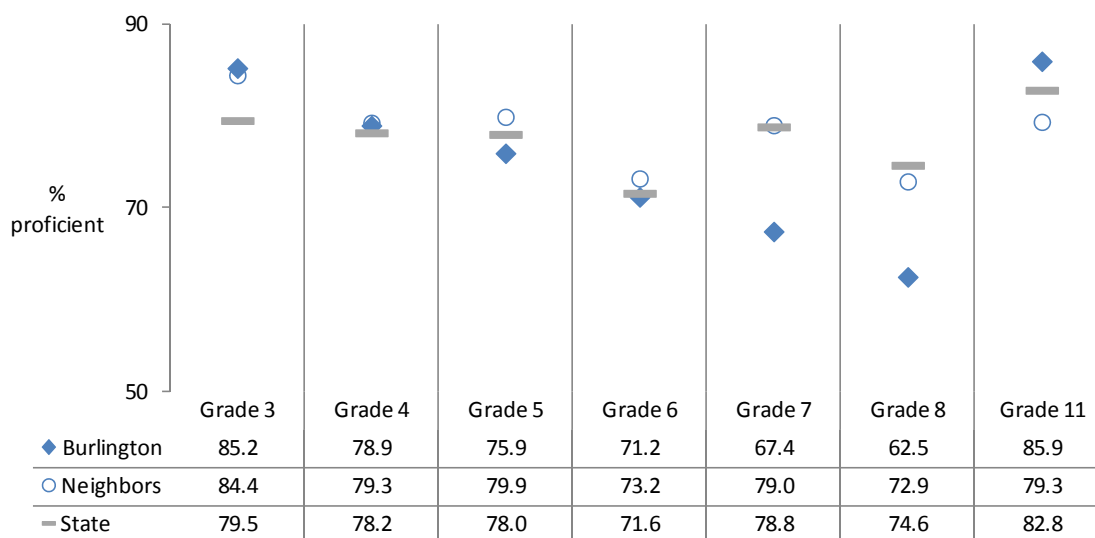 90
70
50
%
proficient
Grade 3 Grade 4 Grade 5 Grade 6 Grade 7 Grade 8 Grade 11
Burlington 85.2 78.9 75.9 71.2 67.4 62.5 85.9
Neighbors 84.4 79.3 79.9 73.2 79.0 72.9 79.3
State 79.5 78.2 78.0 71.6 78.8 74.6 82.8